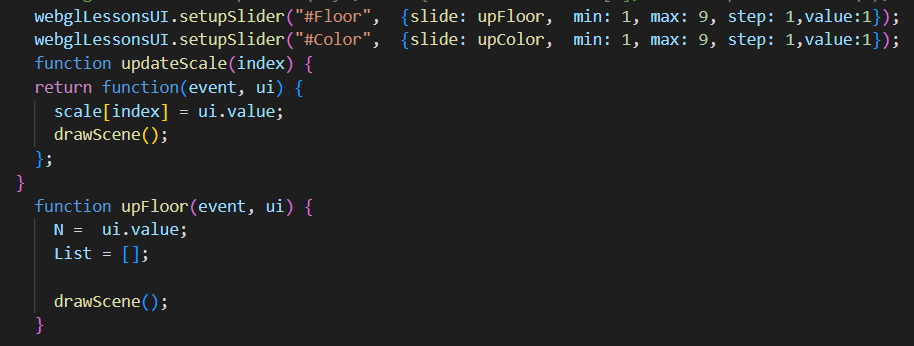 webglLessonsUI.setupSlider("#Floor",  {slide: upFloor,  min: 1, max: 9, step: 1,value:1});
webglLessonsUI.setupSlider("#Color",  {slide: upColor,  min: 1, max: 9, step: 1,value:1});
function updateScale(index) {
return function(event, ui) {
scale[index] = ui.value;
drawScene();
};
}
function upFloor(event, ui) {
N =  ui.value;
List = [];
drawScene();
}